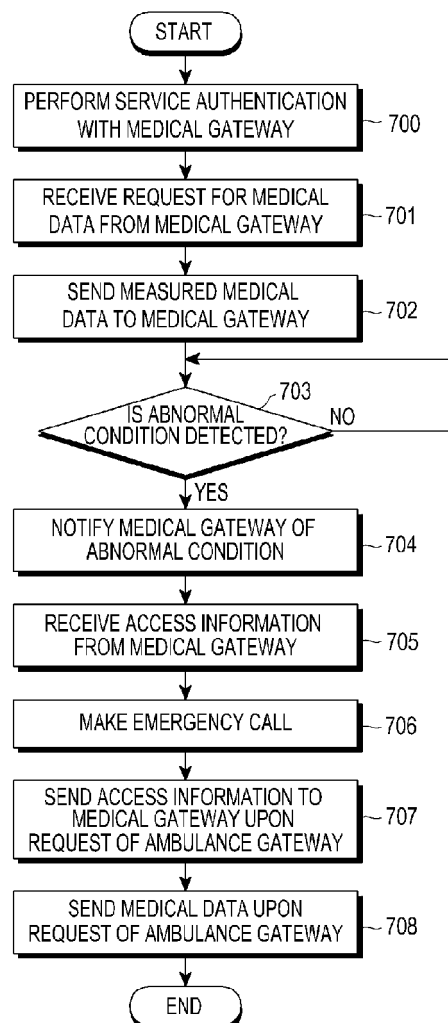 START
PERFORM SERVICE AUTHENTICATION
WITH MEDICAL GATEWAY
700
RECEIVE REQUEST FOR MEDICAL
DATA FROM MEDICAL GATEWAY
701
SEND MEASURED MEDICAL
DATA TO MEDICAL GATEWAY
702
703
IS ABNORMAL
CONDITION DETECTED?
NO
YES
NOTIFY MEDICAL GATEWAY OF
ABNORMAL CONDITION
704
RECEIVE ACCESS INFORMATION
FROM MEDICAL GATEWAY
705
MAKE EMERGENCY CALL
706
SEND ACCESS INFORMATION TO
MEDICAL GATEWAY UPON
REQUEST OF AMBULANCE GATEWAY
707
SEND MEDICAL DATA UPON
REQUEST OF AMBULANCE GATEWAY
708
END